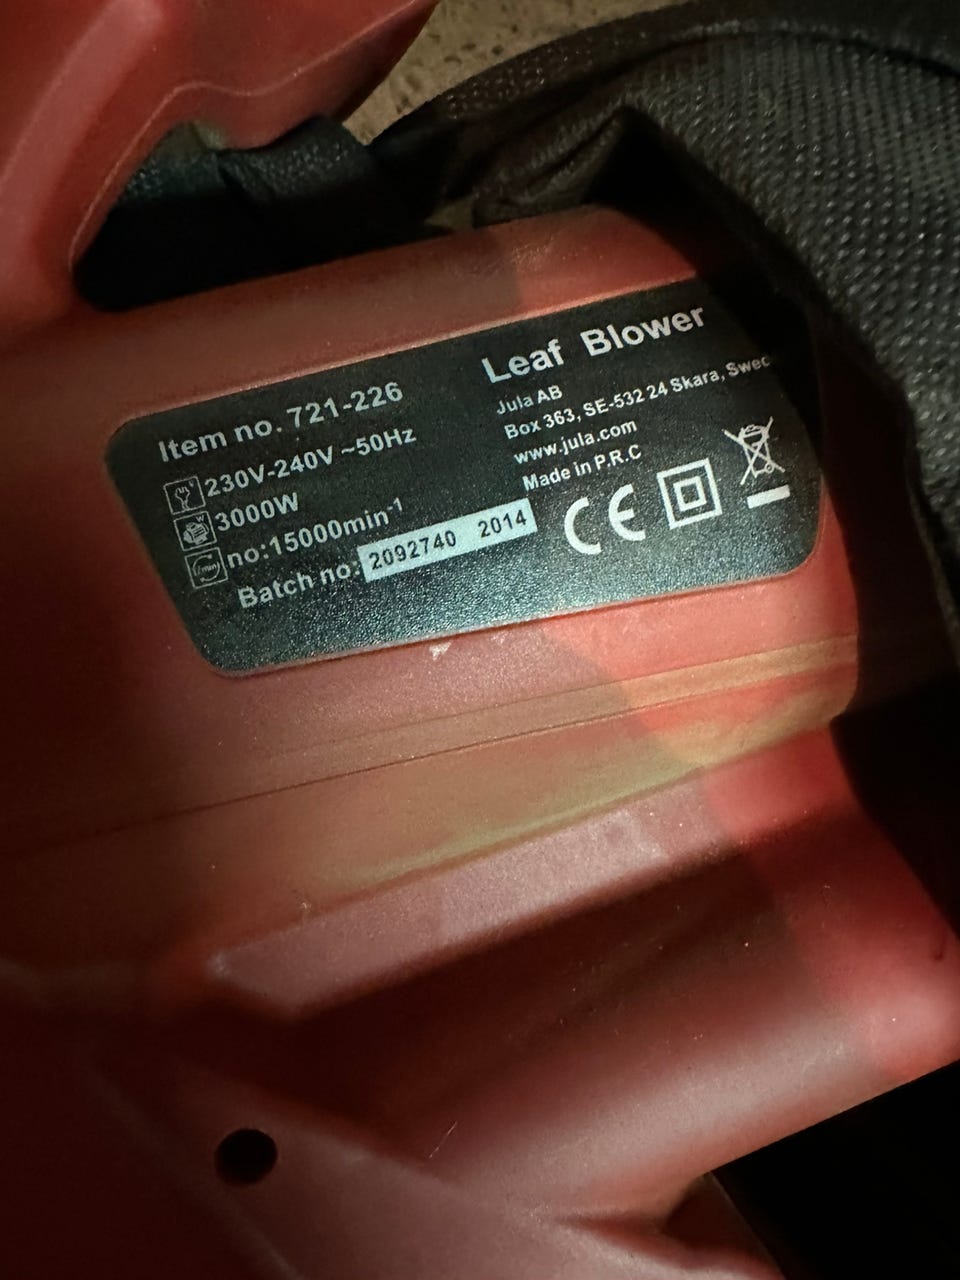 Item no. 721-226
230V-240V ~50Hz
3000W
no:15000min-1
Batch no: 2092740 2014
Leaf Blower
Jula AB
Box 363, SE-532 24 Skara, Swed
www.jula.com
Made in P.R.C
CE